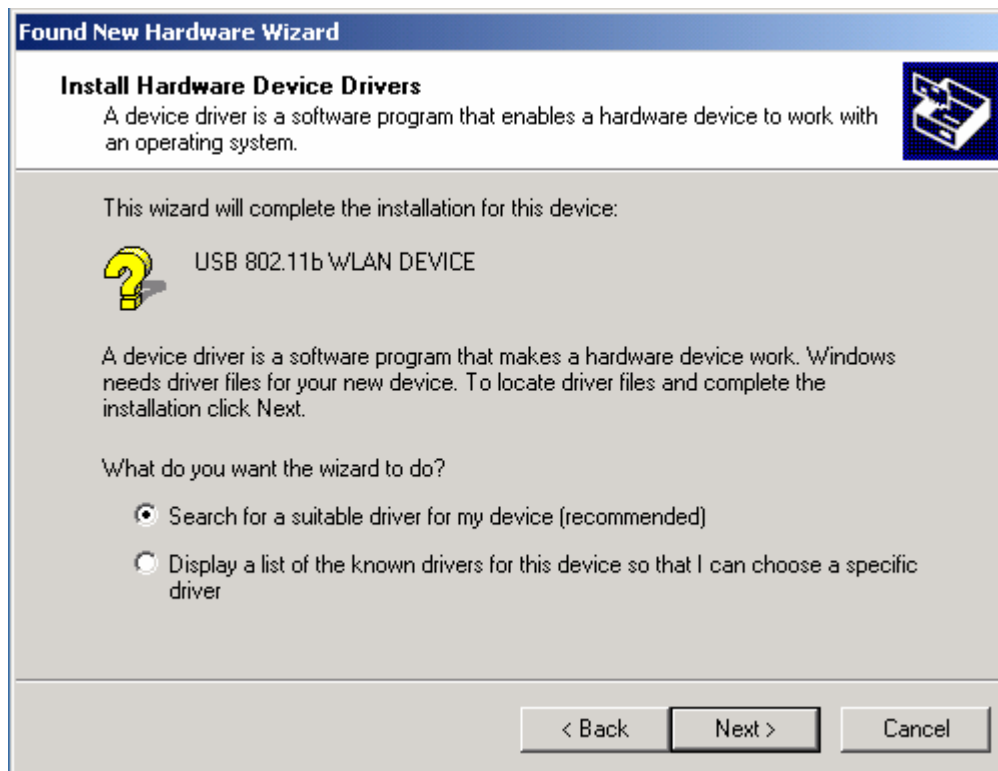 Found New Hardware Wizard
Install Hardware Device Drivers
A device driver is a software program that enables a hardware device to work with
an operating system.
This wizard will complete the installation for this device:
USB 802.11b WLAN DEVICE
A device driver is a software program that makes a hardware device work. Windows
needs driver files for your new device. To locate driver files and complete the
installation click Next.
What do you want the wizard to do?
Search for a suitable driver for my device (recommended)
Display a list of the known drivers for this device so that I can choose a specific
driver
< Back Next > Cancel